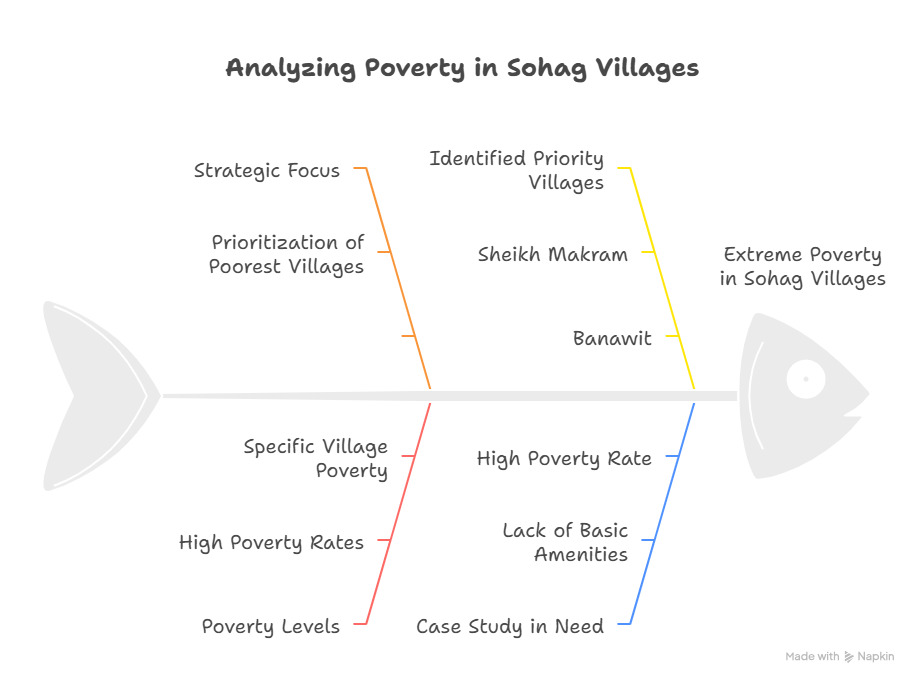 Analyzing Poverty in Sohag Villages
Strategic Focus
Prioritization of
Poorest Villages
Identified Priority
Villages
Sheikh Makram
Banawit
Extreme Poverty
in Sohag Villages
Specific Village
Poverty
High Poverty Rates
Poverty Levels
High Poverty Rate
Lack of Basic
Amenities
Case Study in Need
Made with Napkin